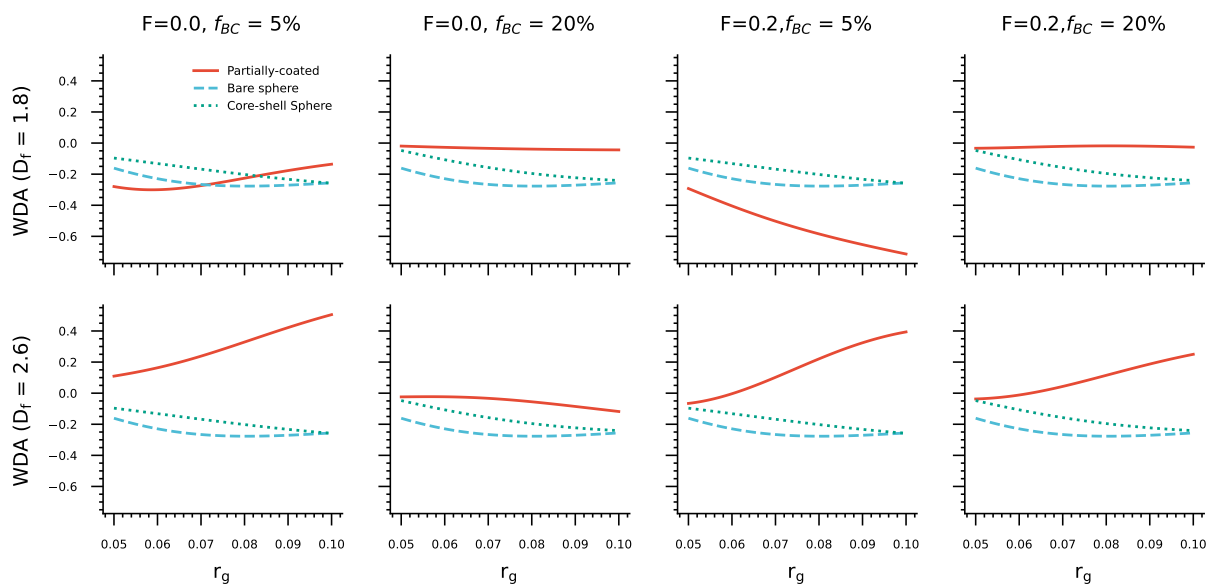 F=0.0, f_BC = 5%
F=0.0, f_BC = 20%
F=0.2,f_BC = 5%
F=0.2,f_BC = 20%
WDA (D_f = 1.8)
0.4
0.2
0.0
−0.2
−0.4
−0.6
Partially-coated
Bare sphere
Core-shell Sphere
WDA (D_f = 2.6)
0.4
0.2
0.0
−0.2
−0.4
−0.6
0.05 0.06 0.07 0.08 0.09 0.10
0.05 0.06 0.07 0.08 0.09 0.10
0.05 0.06 0.07 0.08 0.09 0.10
0.05 0.06 0.07 0.08 0.09 0.10
r_g
r_g
r_g
r_g